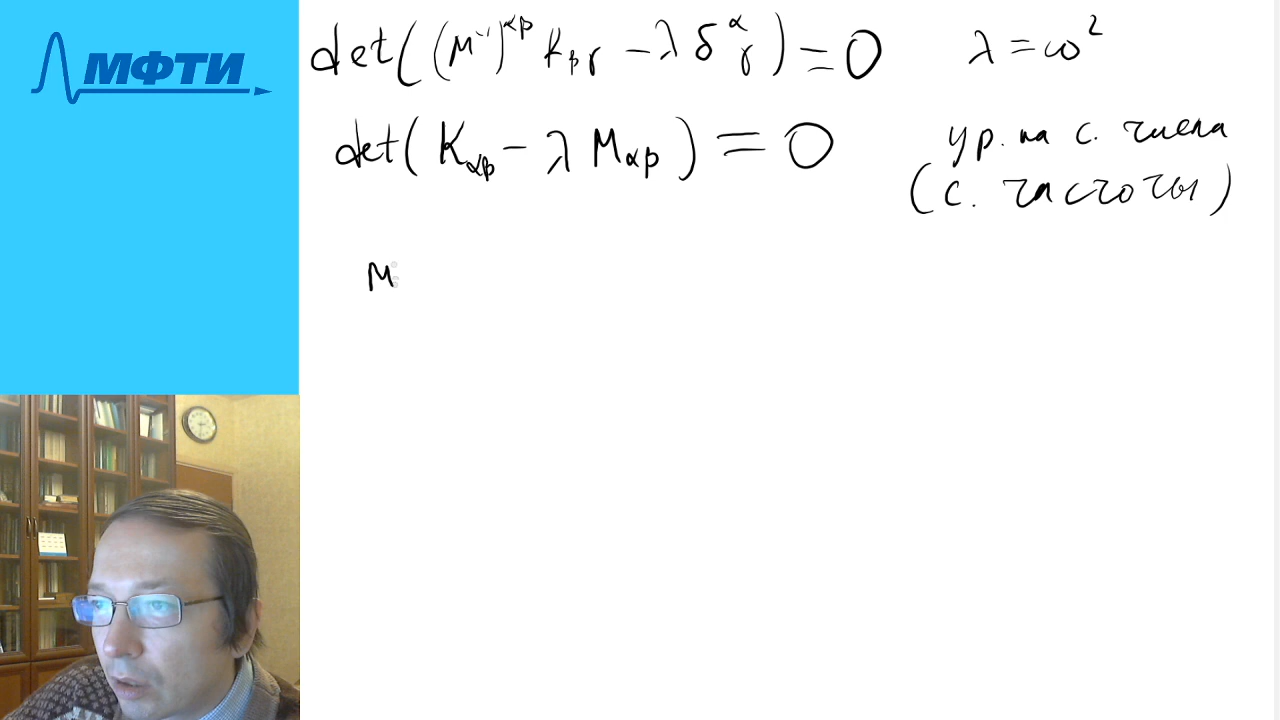 МФТИ
det((M⁻¹)^αβ K_βγ − λ δ^α_γ) = 0 λ = ω²
det(K_αβ − λ M_αβ) = 0 ур. на с. числа
(с. частоты)
M